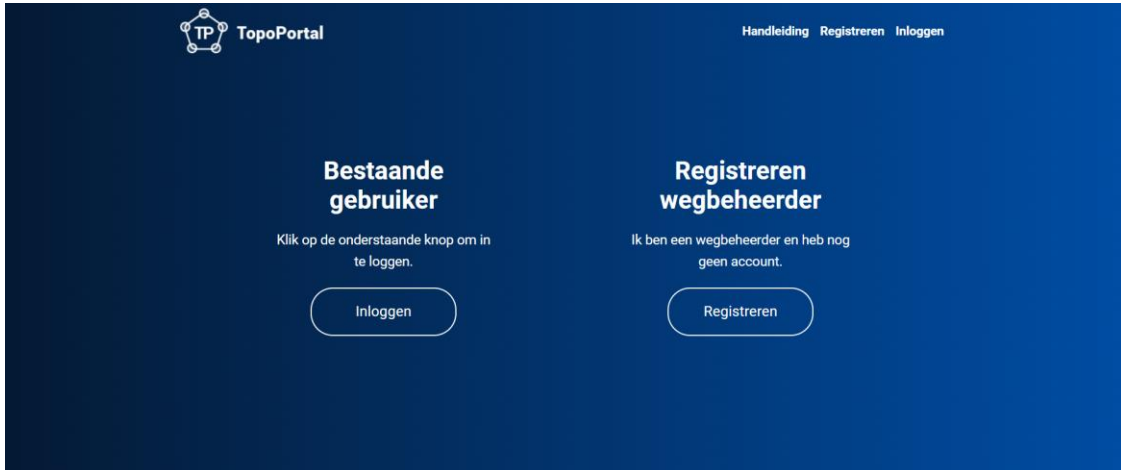 TP TopoPortal
Handleiding Registreren Inloggen
Bestaande
gebruiker
Klik op de onderstaande knop om in
te loggen.
Inloggen
Registreren
wegbeheerder
Ik ben een wegbeheerder en heb nog
geen account.
Registreren